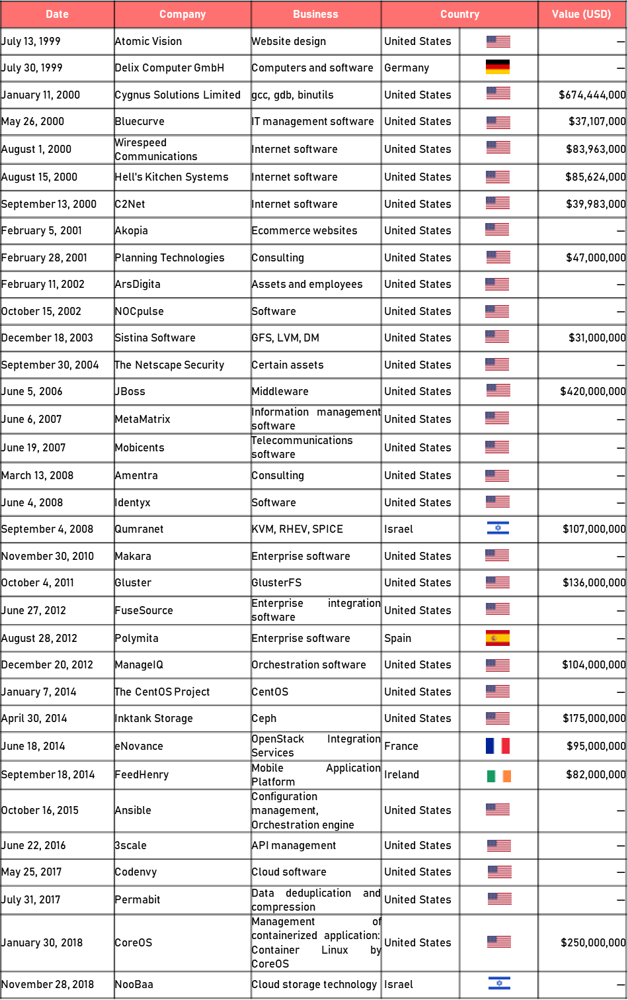 Date Company Business Country Value (USD)
July 13, 1999 Atomic Vision Website design United States —
July 30, 1999 Delix Computer GmbH Computers and software Germany —
January 11, 2000 Cygnus Solutions Limited gcc, gdb, binutils United States $674,444,000
May 26, 2000 Bluecurve IT management software United States $37,107,000
August 1, 2000 Wirespeed Communications Internet software United States $83,963,000
August 15, 2000 Hell's Kitchen Systems Internet software United States $85,624,000
September 13, 2000 C2Net Internet software United States $39,983,000
February 5, 2001 Akopia Ecommerce websites United States —
February 28, 2001 Planning Technologies Consulting United States $47,000,000
February 11, 2002 ArsDigita Assets and employees United States —
October 15, 2002 NOCpulse Software United States —
December 18, 2003 Sistina Software GFS, LVM, DM United States $31,000,000
September 30, 2004 The Netscape Security Certain assets United States —
June 5, 2006 JBoss Middleware United States $420,000,000
June 6, 2007 MetaMatrix Information management software United States —
June 19, 2007 Mobicents Telecommunications software United States —
March 13, 2008 Amentra Consulting United States —
June 4, 2008 Identyx Software United States —
September 4, 2008 Qumranet KVM, RHEV, SPICE Israel $107,000,000
November 30, 2010 Makara Enterprise software United States —
October 4, 2011 Gluster GlusterFS United States $136,000,000
June 27, 2012 FuseSource Enterprise integration software United States —
August 28, 2012 Polymita Enterprise software Spain —
December 20, 2012 ManageIQ Orchestration software United States $104,000,000
January 7, 2014 The CentOS Project CentOS United States —
April 30, 2014 Inktank Storage Ceph United States $175,000,000
June 18, 2014 eNovance OpenStack Integration Services France $95,000,000
September 18, 2014 FeedHenry Mobile Application Platform Ireland $82,000,000
October 16, 2015 Ansible Configuration management, Orchestration engine United States —
June 22, 2016 3scale API management United States —
May 25, 2017 Codenvy Cloud software United States —
July 31, 2017 Permabit Data deduplication and compression United States —
January 30, 2018 CoreOS Management of containerized application: Container Linux by CoreOS United States $250,000,000
November 28, 2018 NooBaa Cloud storage technology Israel —